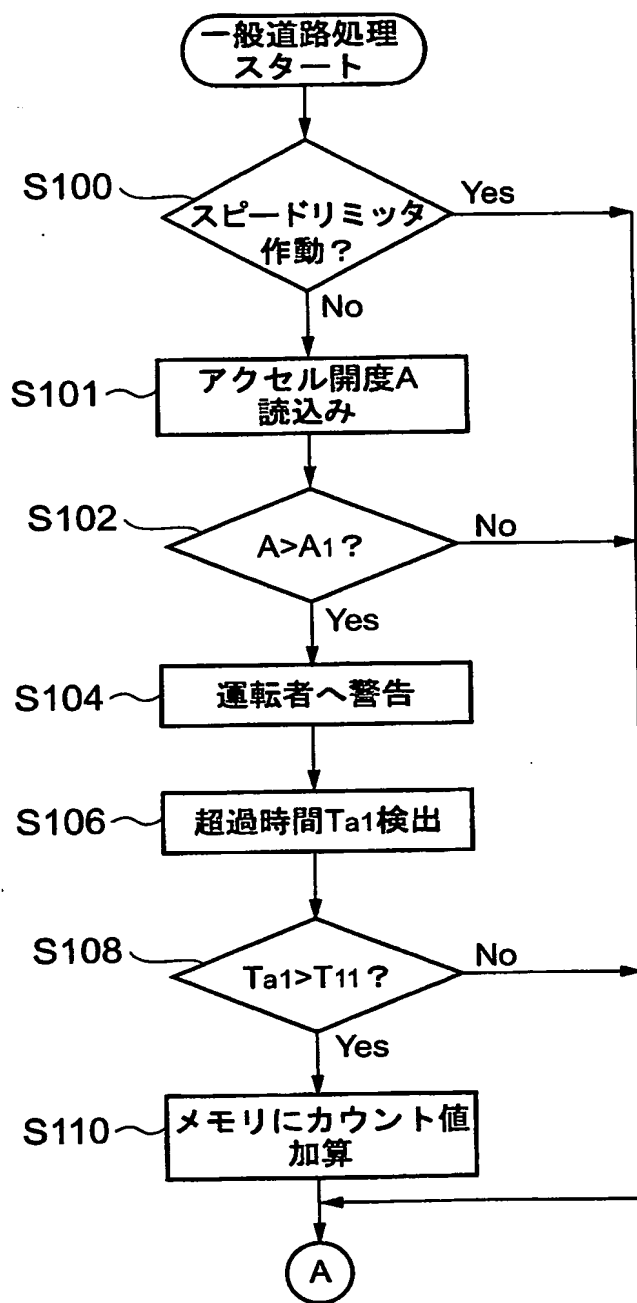 一般道路処理
スタート
S100
スピードリミッタ
作動？
Yes
No
S101
アクセル開度A
読込み
S102
A>A1？
No
Yes
S104
運転者へ警告
S106
超過時間Ta1検出
S108
Ta1>T11？
No
Yes
S110
メモリにカウント値
加算
A